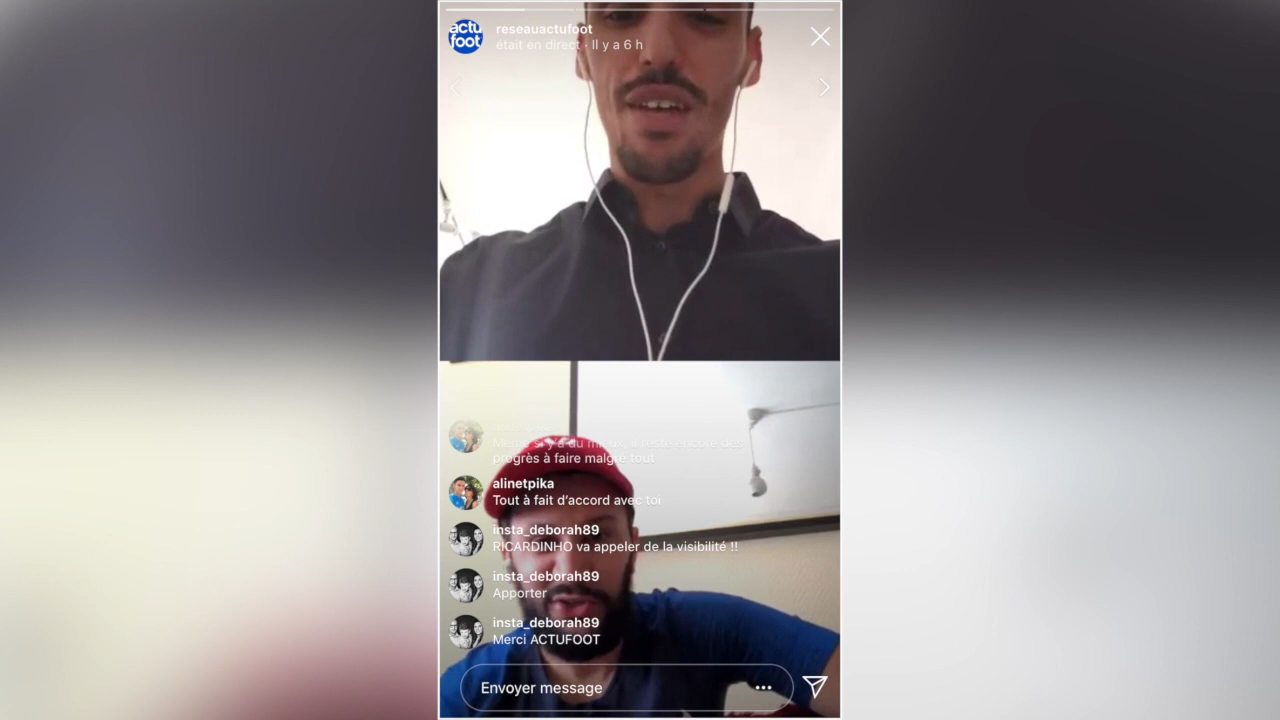 actu
foot
reseauactufoot
était en direct · Il y a 6 h
progrès à faire malgré tout
alinetpika
Tout à fait d'accord avec toi
insta_deborah89
RICARDINHO va appeler de la visibilité !!
insta_deborah89
Apporter
insta_deborah89
Merci ACTUFOOT
Envoyer message